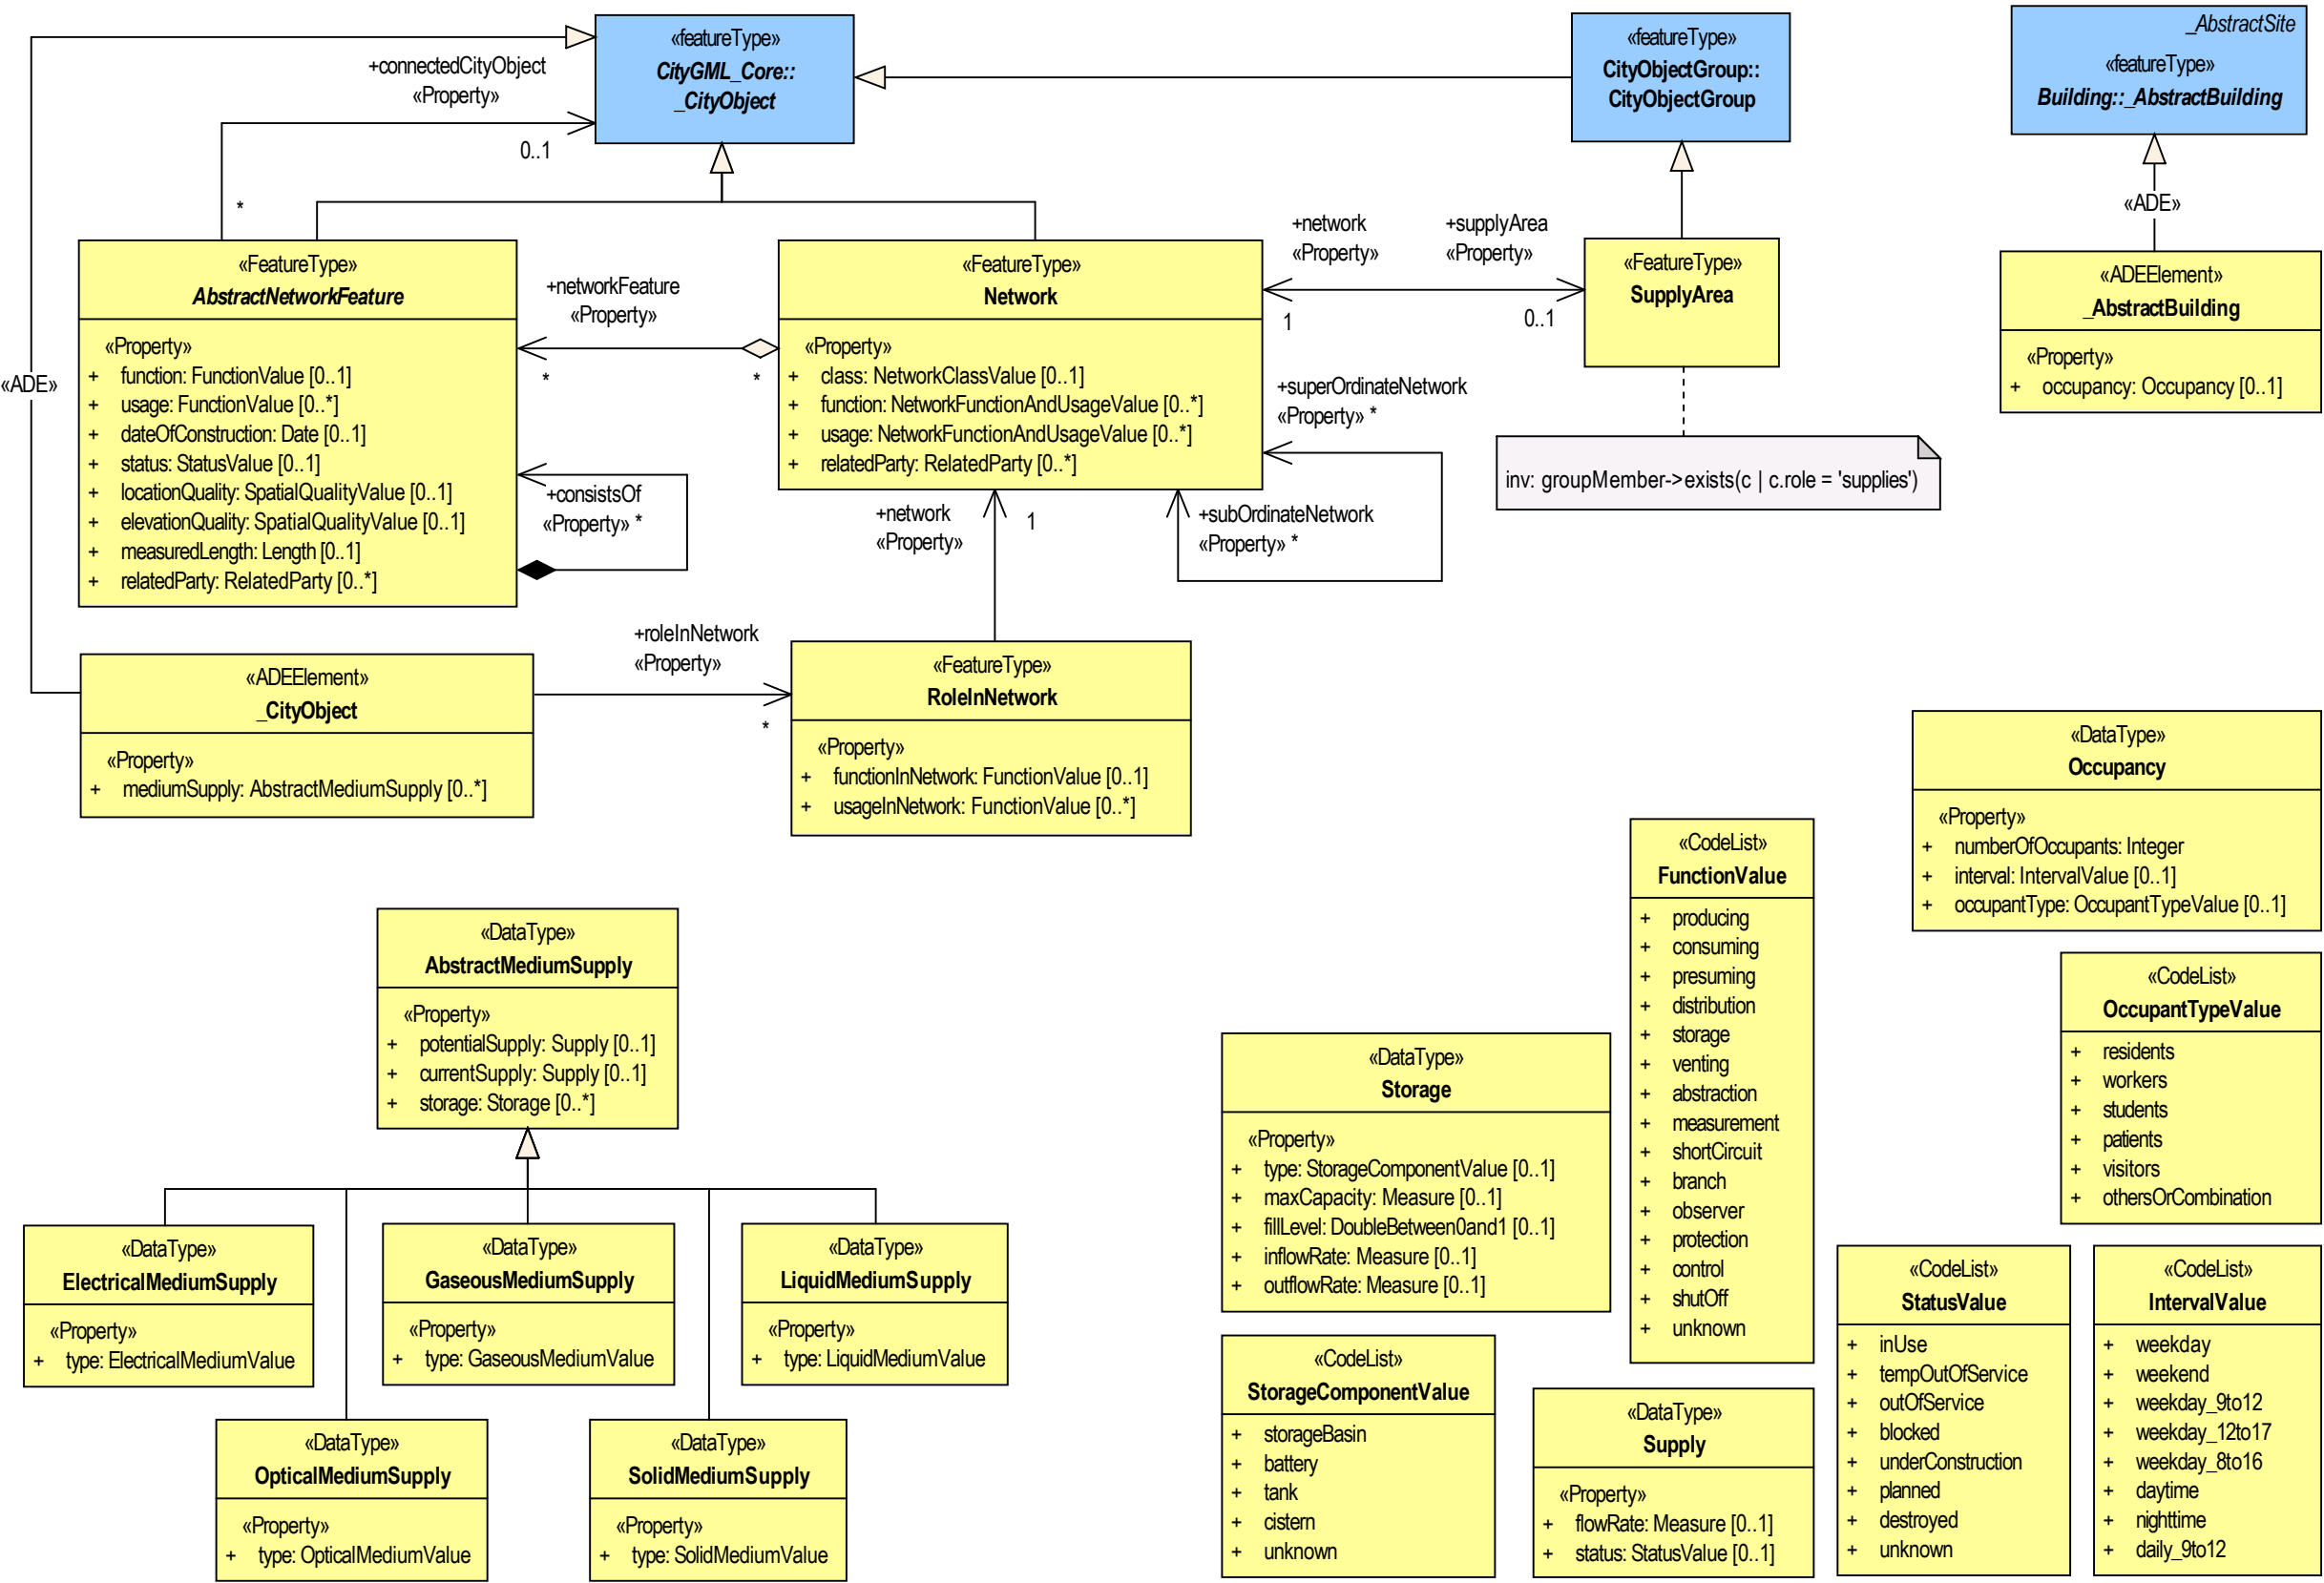 «featureType»
CityGML_Core::
_CityObject
«featureType»
CityObjectGroup::
CityObjectGroup
_AbstractSite
«featureType»
Building::_AbstractBuilding
+connectedCityObject
«Property»
0..1
*
«ADE»
«ADE»
«FeatureType»
AbstractNetworkFeature
«Property»
+ function: FunctionValue [0..1]
+ usage: FunctionValue [0..*]
+ dateOfConstruction: Date [0..1]
+ status: StatusValue [0..1]
+ locationQuality: SpatialQualityValue [0..1]
+ elevationQuality: SpatialQualityValue [0..1]
+ measuredLength: Length [0..1]
+ relatedParty: RelatedParty [0..*]
+networkFeature
«Property»
*
*
+consistsOf
«Property» *
«FeatureType»
Network
«Property»
+ class: NetworkClassValue [0..1]
+ function: NetworkFunctionAndUsageValue [0..*]
+ usage: NetworkFunctionAndUsageValue [0..*]
+ relatedParty: RelatedParty [0..*]
+network
«Property»
1
+supplyArea
«Property»
0..1
«FeatureType»
SupplyArea
«ADEElement»
_AbstractBuilding
«Property»
+ occupancy: Occupancy [0..1]
+superOrdinateNetwork
«Property» *
+subOrdinateNetwork
«Property» *
inv: groupMember->exists(c | c.role = 'supplies')
+network
«Property»
1
+roleInNetwork
«Property»
*
«ADEElement»
_CityObject
«Property»
+ mediumSupply: AbstractMediumSupply [0..*]
«FeatureType»
RoleInNetwork
«Property»
+ functionInNetwork: FunctionValue [0..1]
+ usageInNetwork: FunctionValue [0..*]
«DataType»
Occupancy
«Property»
+ numberOfOccupants: Integer
+ interval: IntervalValue [0..1]
+ occupantType: OccupantTypeValue [0..1]
«CodeList»
FunctionValue
+ producing
+ consuming
+ presuming
+ distribution
+ storage
+ venting
+ abstraction
+ measurement
+ shortCircuit
+ branch
+ observer
+ protection
+ control
+ shutOff
+ unknown
«CodeList»
OccupantTypeValue
+ residents
+ workers
+ students
+ patients
+ visitors
+ othersOrCombination
«DataType»
AbstractMediumSupply
«Property»
+ potentialSupply: Supply [0..1]
+ currentSupply: Supply [0..1]
+ storage: Storage [0..*]
«DataType»
Storage
«Property»
+ type: StorageComponentValue [0..1]
+ maxCapacity: Measure [0..1]
+ fillLevel: DoubleBetween0and1 [0..1]
+ inflowRate: Measure [0..1]
+ outflowRate: Measure [0..1]
«DataType»
ElectricalMediumSupply
«Property»
+ type: ElectricalMediumValue
«DataType»
GaseousMediumSupply
«Property»
+ type: GaseousMediumValue
«DataType»
LiquidMediumSupply
«Property»
+ type: LiquidMediumValue
«DataType»
OpticalMediumSupply
«Property»
+ type: OpticalMediumValue
«DataType»
SolidMediumSupply
«Property»
+ type: SolidMediumValue
«CodeList»
StorageComponentValue
+ storageBasin
+ battery
+ tank
+ cistern
+ unknown
«DataType»
Supply
«Property»
+ flowRate: Measure [0..1]
+ status: StatusValue [0..1]
«CodeList»
StatusValue
+ inUse
+ tempOutOfService
+ outOfService
+ blocked
+ underConstruction
+ planned
+ destroyed
+ unknown
«CodeList»
IntervalValue
+ weekday
+ weekend
+ weekday_9to12
+ weekday_12to17
+ weekday_8to16
+ daytime
+ nighttime
+ daily_9to12